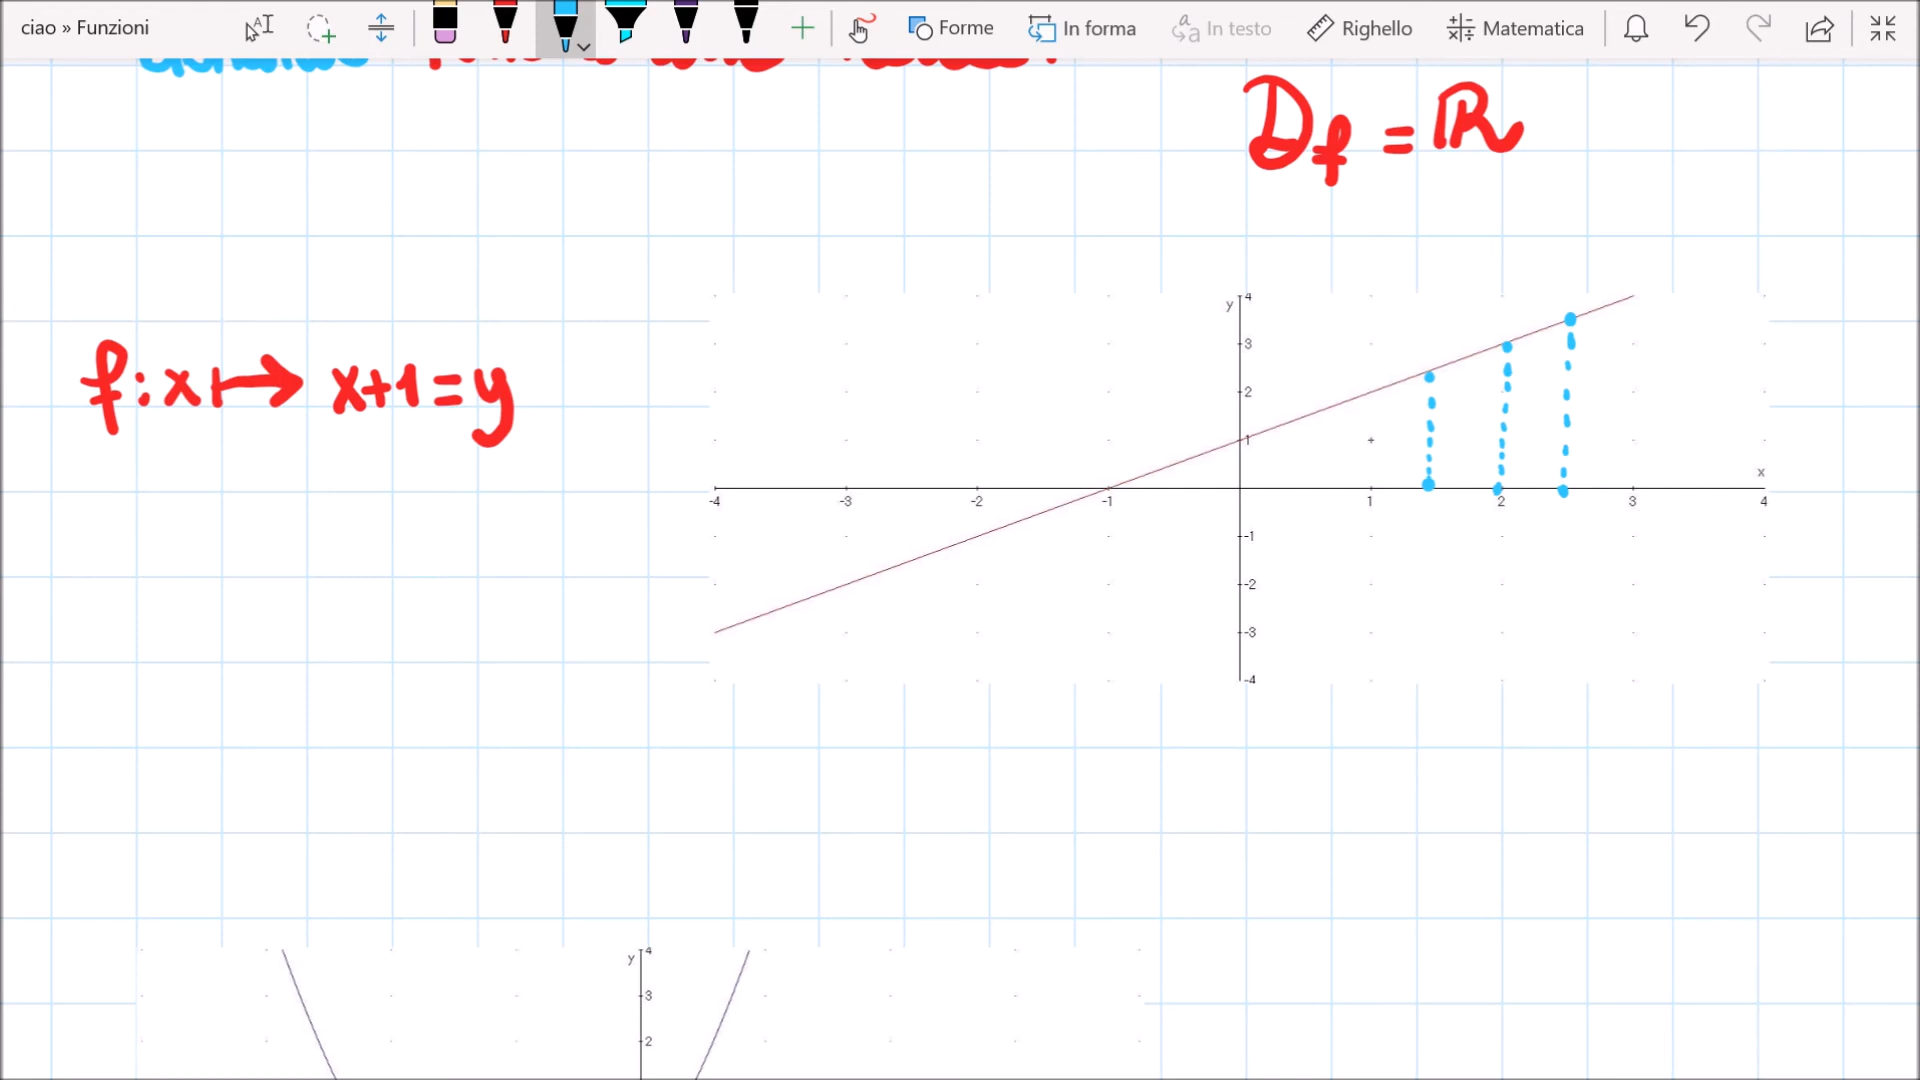 ciao » Funzioni
Forme
In forma
In testo
Righello
Matematica
D_f = ℝ
f: x ↦ x+1=y
y
4
3
2
1
-1
-2
-3
-4
x
-4 -3 -2 -1 1 2 3 4
y
4
3
2